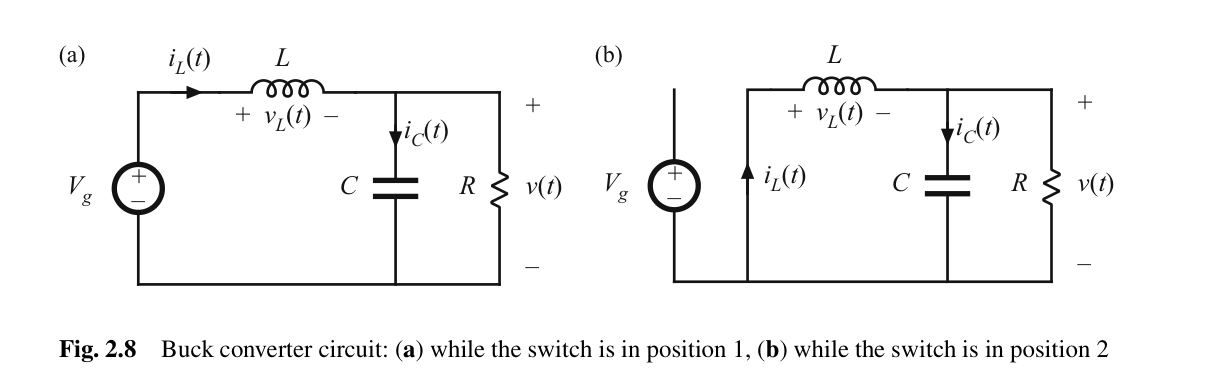 (a)
i_L(t)
L
+ v_L(t) −
i_C(t)
+
V_g
+
−
C
R
v(t)
−
(b)
L
+ v_L(t) −
i_C(t)
+
V_g
+
−
i_L(t)
C
R
v(t)
−
Fig. 2.8 Buck converter circuit: (a) while the switch is in position 1, (b) while the switch is in position 2